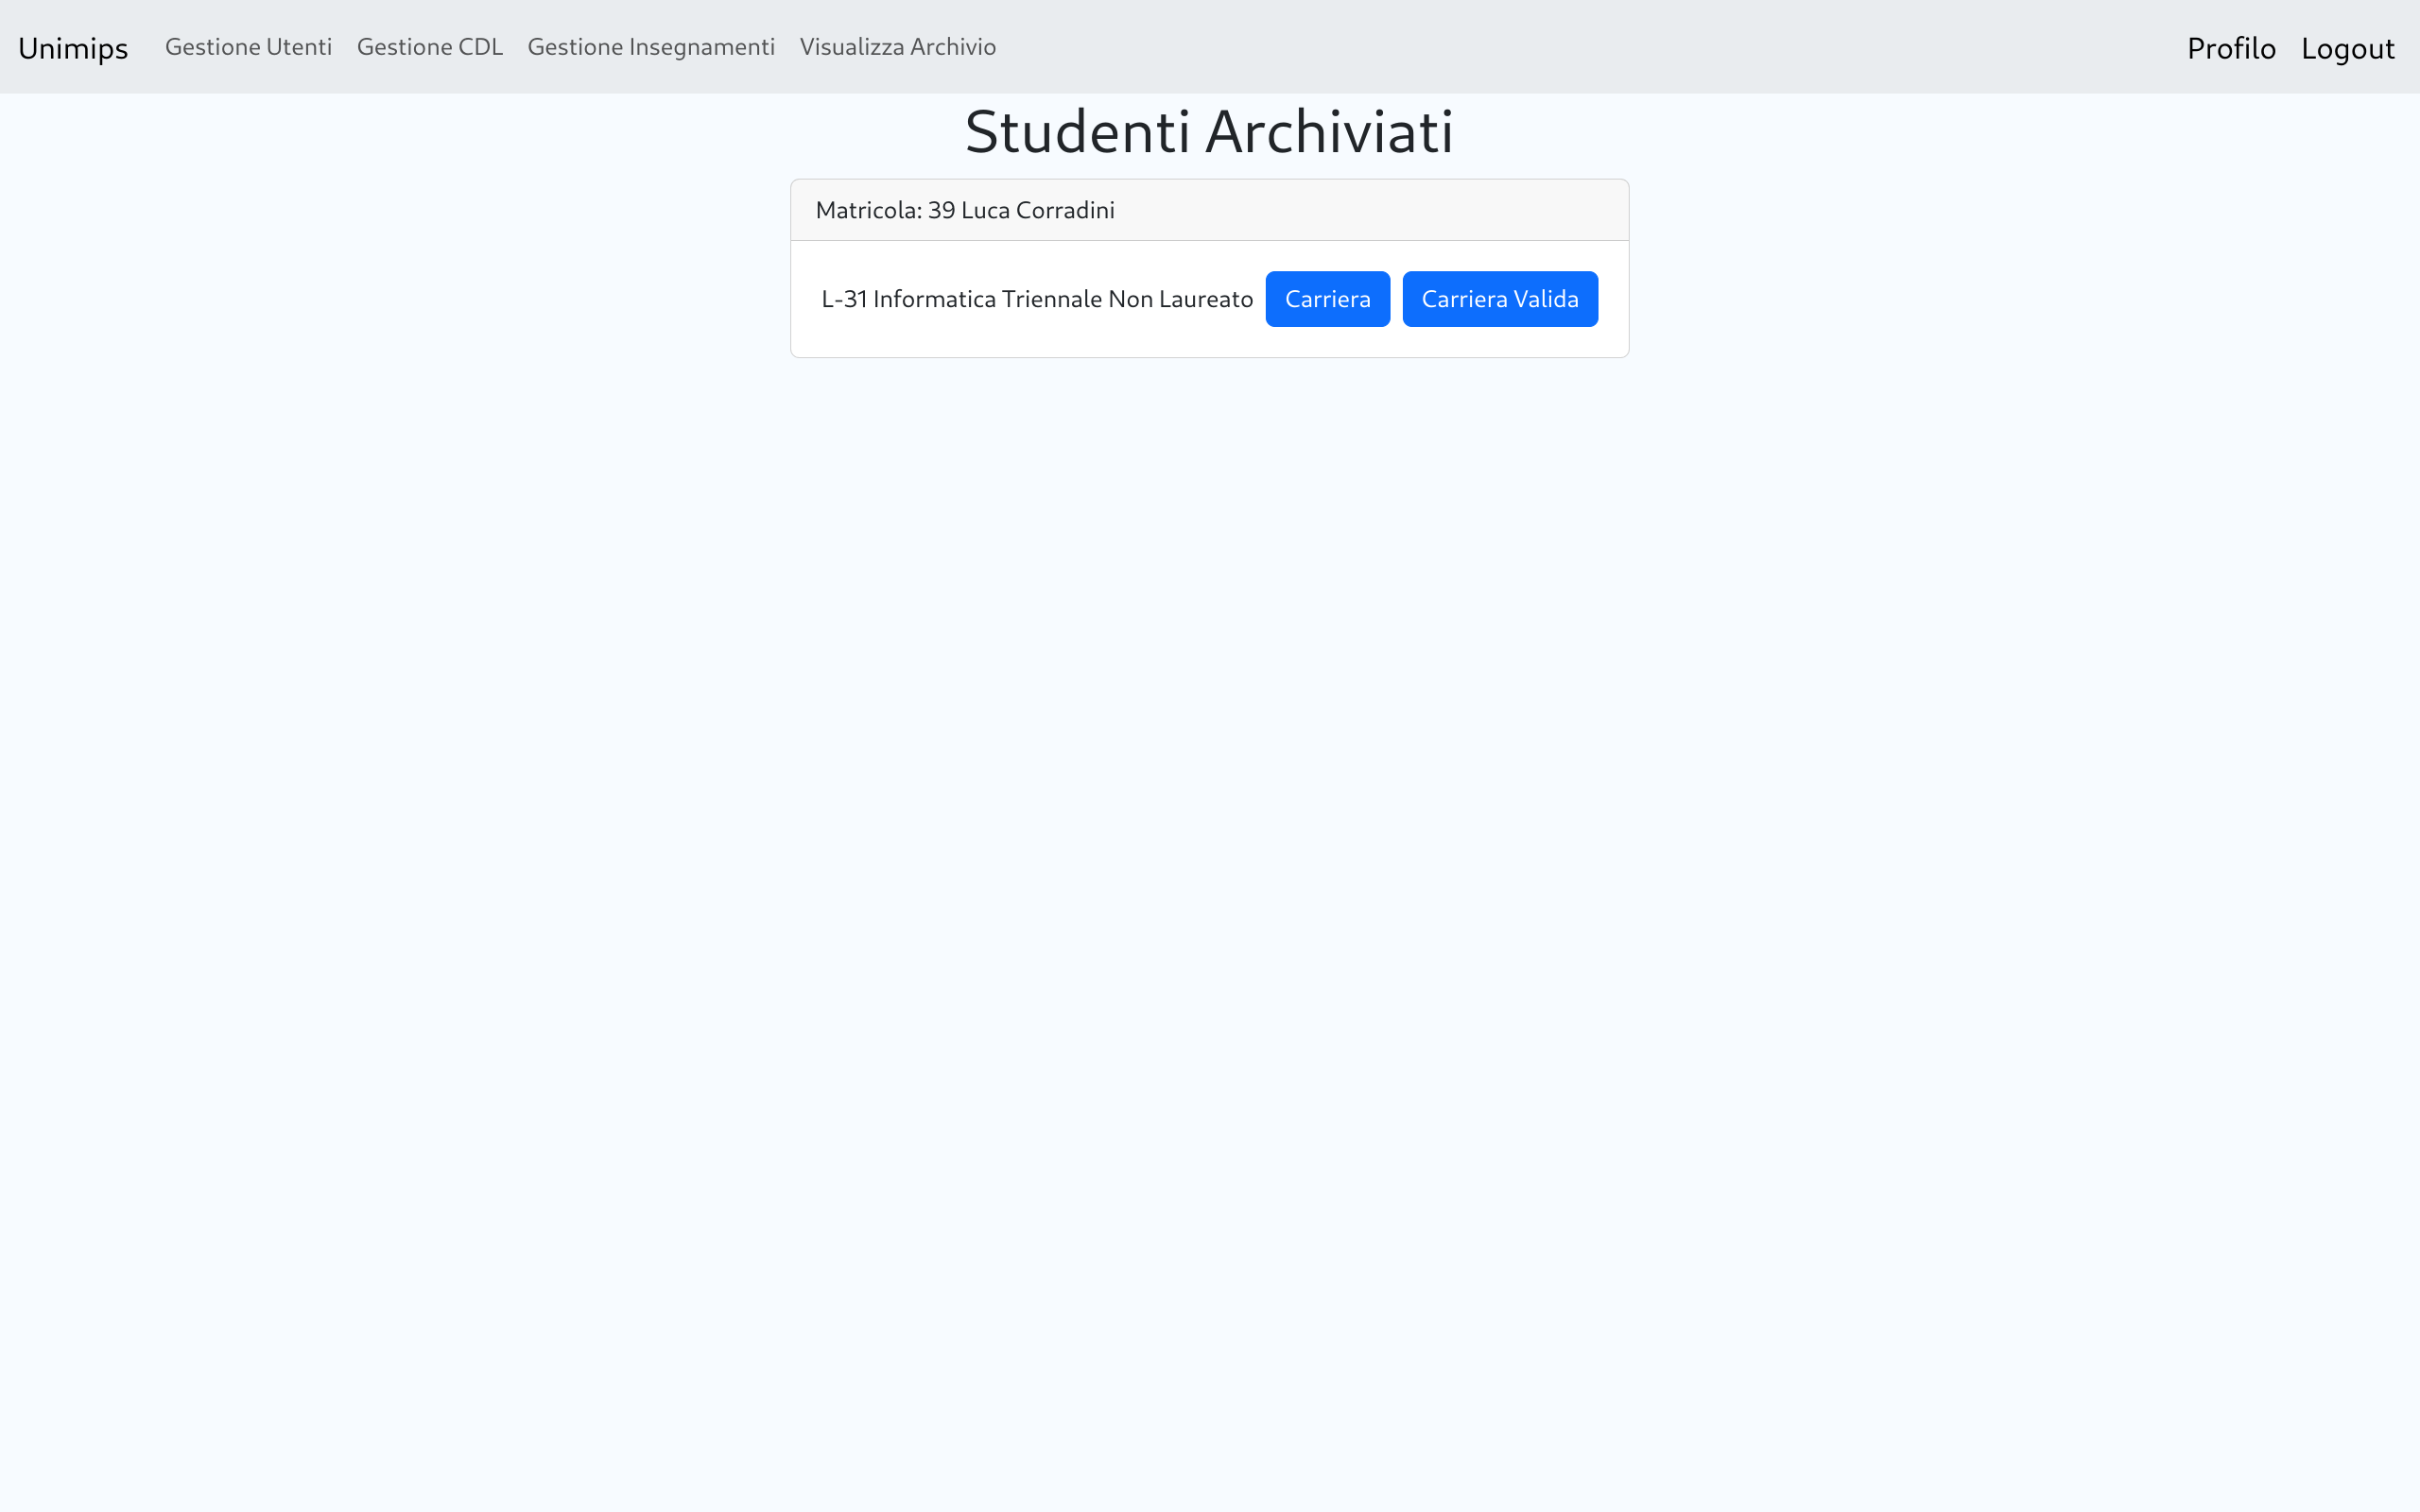 Unimips Gestione Utenti Gestione CDL Gestione Insegnamenti Visualizza Archivio Profilo Logout
Studenti Archiviati
Matricola: 39 Luca Corradini
L-31 Informatica Triennale Non Laureato Carriera Carriera Valida